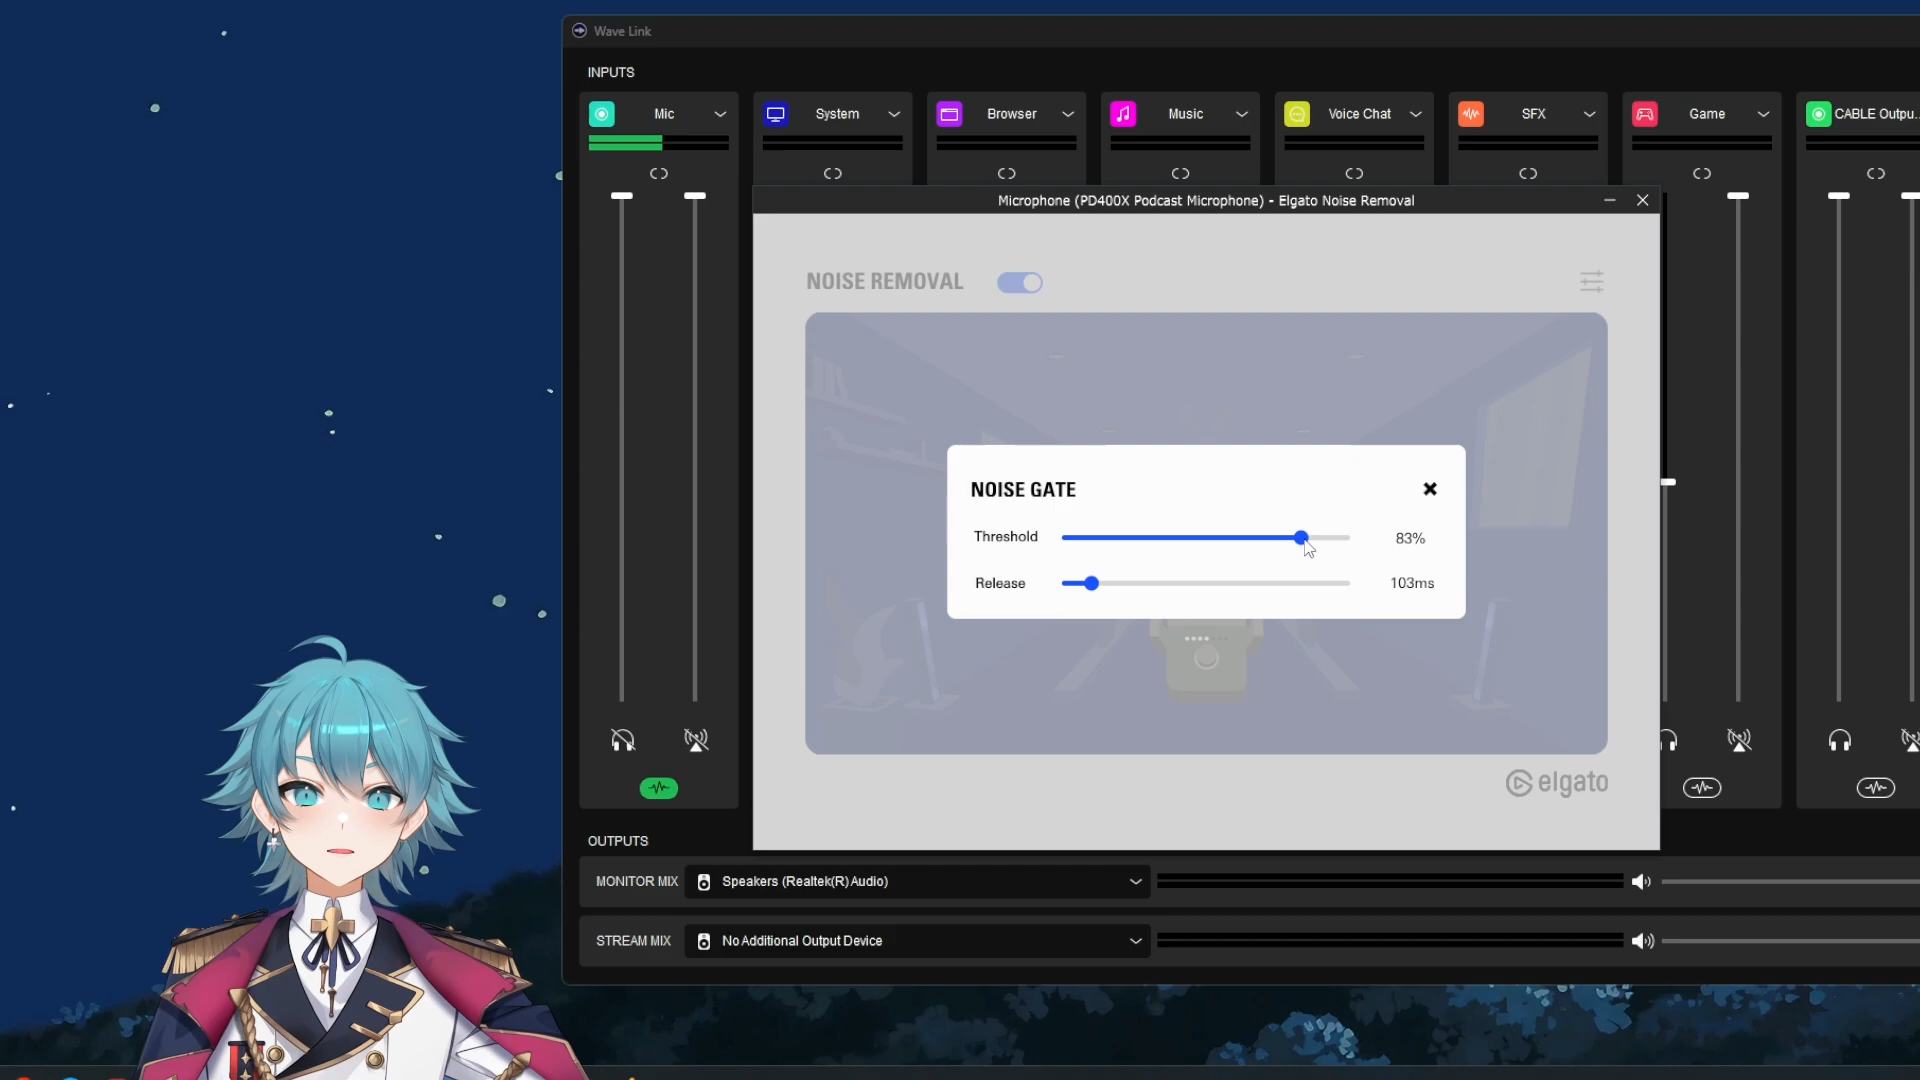 Wave Link
INPUTS
Mic
System
Browser
Music
Voice Chat
SFX
Game
CABLE Outpu...
Microphone (PD400X Podcast Microphone) - Elgato Noise Removal
NOISE REMOVAL
NOISE GATE
Threshold
83%
Release
103ms
elgato
OUTPUTS
MONITOR MIX
Speakers (Realtek(R) Audio)
STREAM MIX
No Additional Output Device